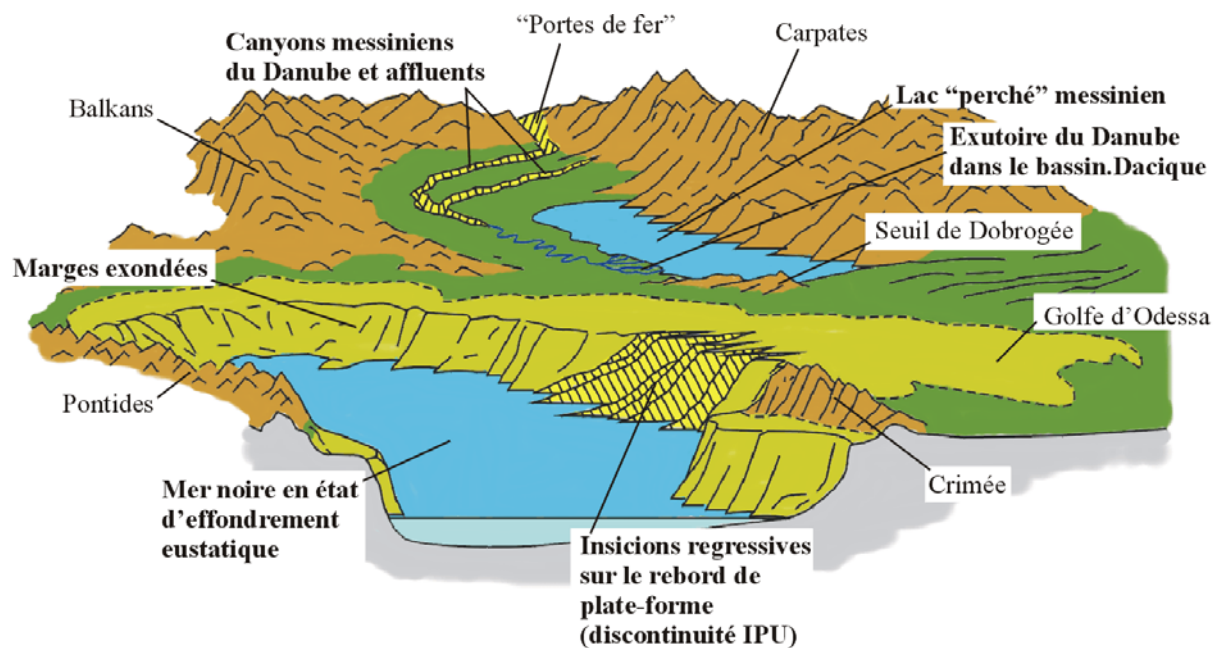 “Portes de fer”
Carpates
Canyons messiniens
du Danube et affluents
Balkans
Lac “perché” messinien
Exutoire du Danube
dans le bassin.Dacique
Seuil de Dobrogée
Marges exondées
Golfe d’Odessa
Pontides
Crimée
Mer noire en état
d’effondrement
eustatique
Insicions regressives
sur le rebord de
plate-forme
(discontinuité IPU)